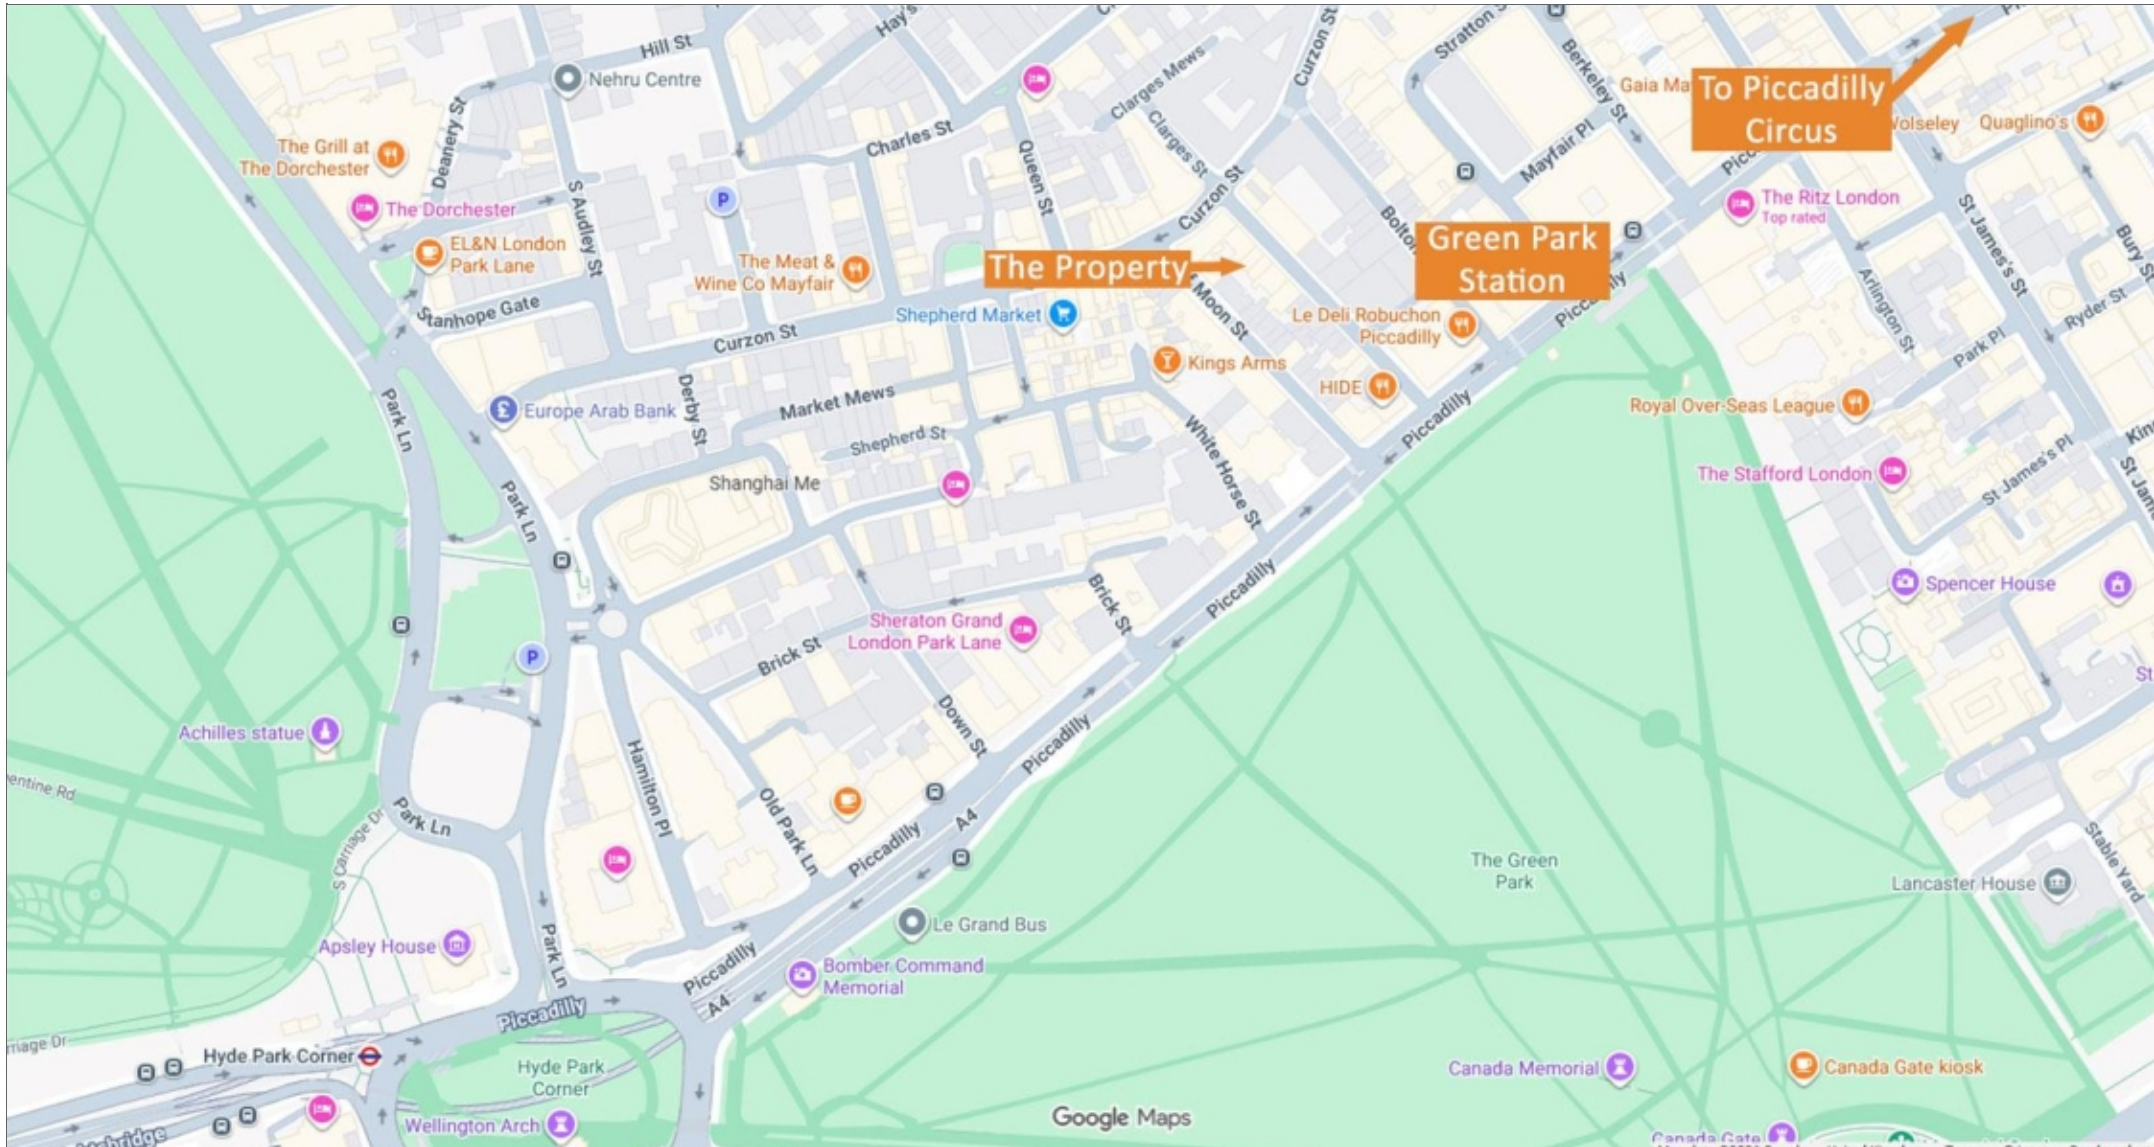 Hill St
Hay's
Nehru Centre
Deanery St
The Grill at
The Dorchester
The Dorchester
EL&N London
Park Lane
S Audley St
Stanhope Gate
Charles St
Queen St
Clarges Mews
Clarges St
Curzon St
Curzon St
Stratton S
Berkeley St
Mayfair Pl
Gaia Ma
To Piccadilly
Circus
Wolseley
Quaglino's
The Ritz London
Top rated
St James's St
Bury St
Ryder St
Arlington St
Park Pl
P
The Meat &
Wine Co Mayfair
The Property
Green Park
Station
Bolto
Moon St
Shepherd Market
Kings Arms
Le Deli Robuchon
Piccadilly
HIDE
Curzon St
Derby St
Market Mews
Shepherd St
Shanghai Me
Europe Arab Bank
Park Ln
Park Ln
White Horse St
Piccadilly
Piccadilly
Royal Over-Seas League
The Stafford London
St James's Pl
Spencer House
Brick St
Sheraton Grand
London Park Lane
Brick St
Down St
Piccadilly
P
Achilles statue
Hamilton Pl
Old Park Ln
Piccadilly
A4
entine Rd
S Carriage Dr
Park Ln
The Green
Park
Lancaster House
Stable Yard
Le Grand Bus
Apsley House
Park Ln
Piccadilly
A4
Bomber Command
Memorial
Piccadilly
rriage Dr
Hyde Park Corner
Hyde Park
Corner
Wellington Arch
Canada Memorial
Canada Gate kiosk
Google Maps
Canada Gate